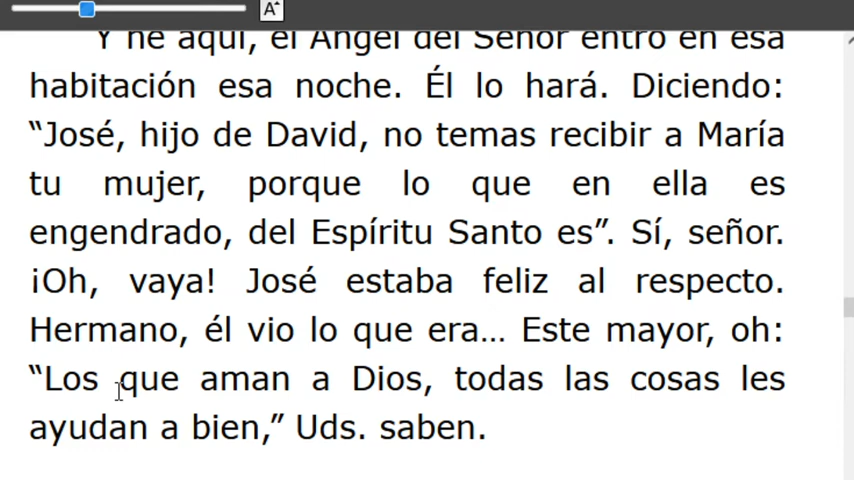 A
Y he aquí, el Ángel del Señor entró en esa
habitación esa noche. Él lo hará. Diciendo:
“José, hijo de David, no temas recibir a María
tu mujer, porque lo que en ella es
engendrado, del Espíritu Santo es”. Sí, señor.
¡Oh, vaya! José estaba feliz al respecto.
Hermano, él vio lo que era… Este mayor, oh:
“Los que aman a Dios, todas las cosas les
ayudan a bien,” Uds. saben.